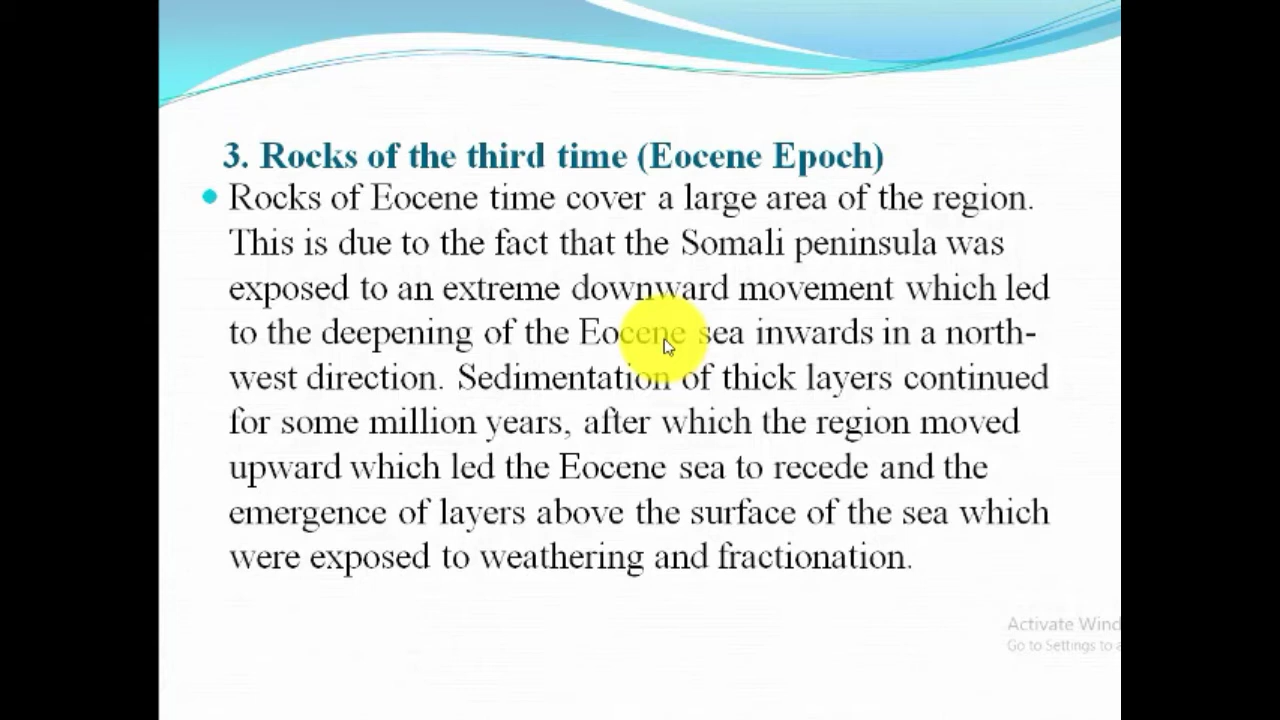 3. Rocks of the third time (Eocene Epoch)
Rocks of Eocene time cover a large area of the region.
This is due to the fact that the Somali peninsula was
exposed to an extreme downward movement which led
to the deepening of the Eocene sea inwards in a north-
west direction. Sedimentation of thick layers continued
for some million years, after which the region moved
upward which led the Eocene sea to recede and the
emergence of layers above the surface of the sea which
were exposed to weathering and fractionation.
Activate Wind
Go to Settings to a